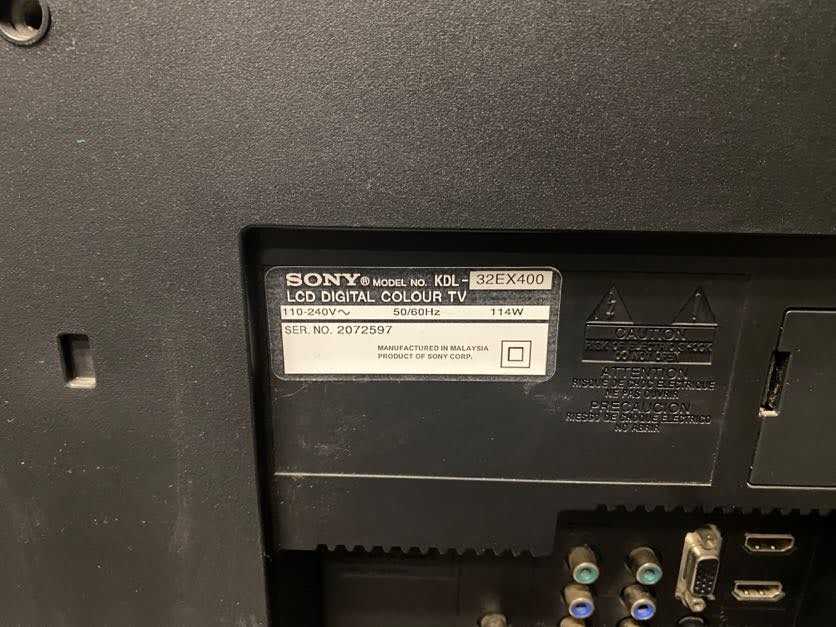 SONY® MODEL NO. KDL-32EX400
LCD DIGITAL COLOUR TV
110-240V~ 50/60Hz 114W
SER. NO. 2072597
MANUFACTURED IN MALAYSIA
PRODUCT OF SONY CORP.
CAUTION
RISK OF ELECTRIC SHOCK
DO NOT OPEN
ATTENTION
RISQUE DE CHOC ELECTRIQUE
NE PAS OUVRIR
PRECAUCION
RIESGO DE CHOQUE ELECTRICO
NO ABRIR